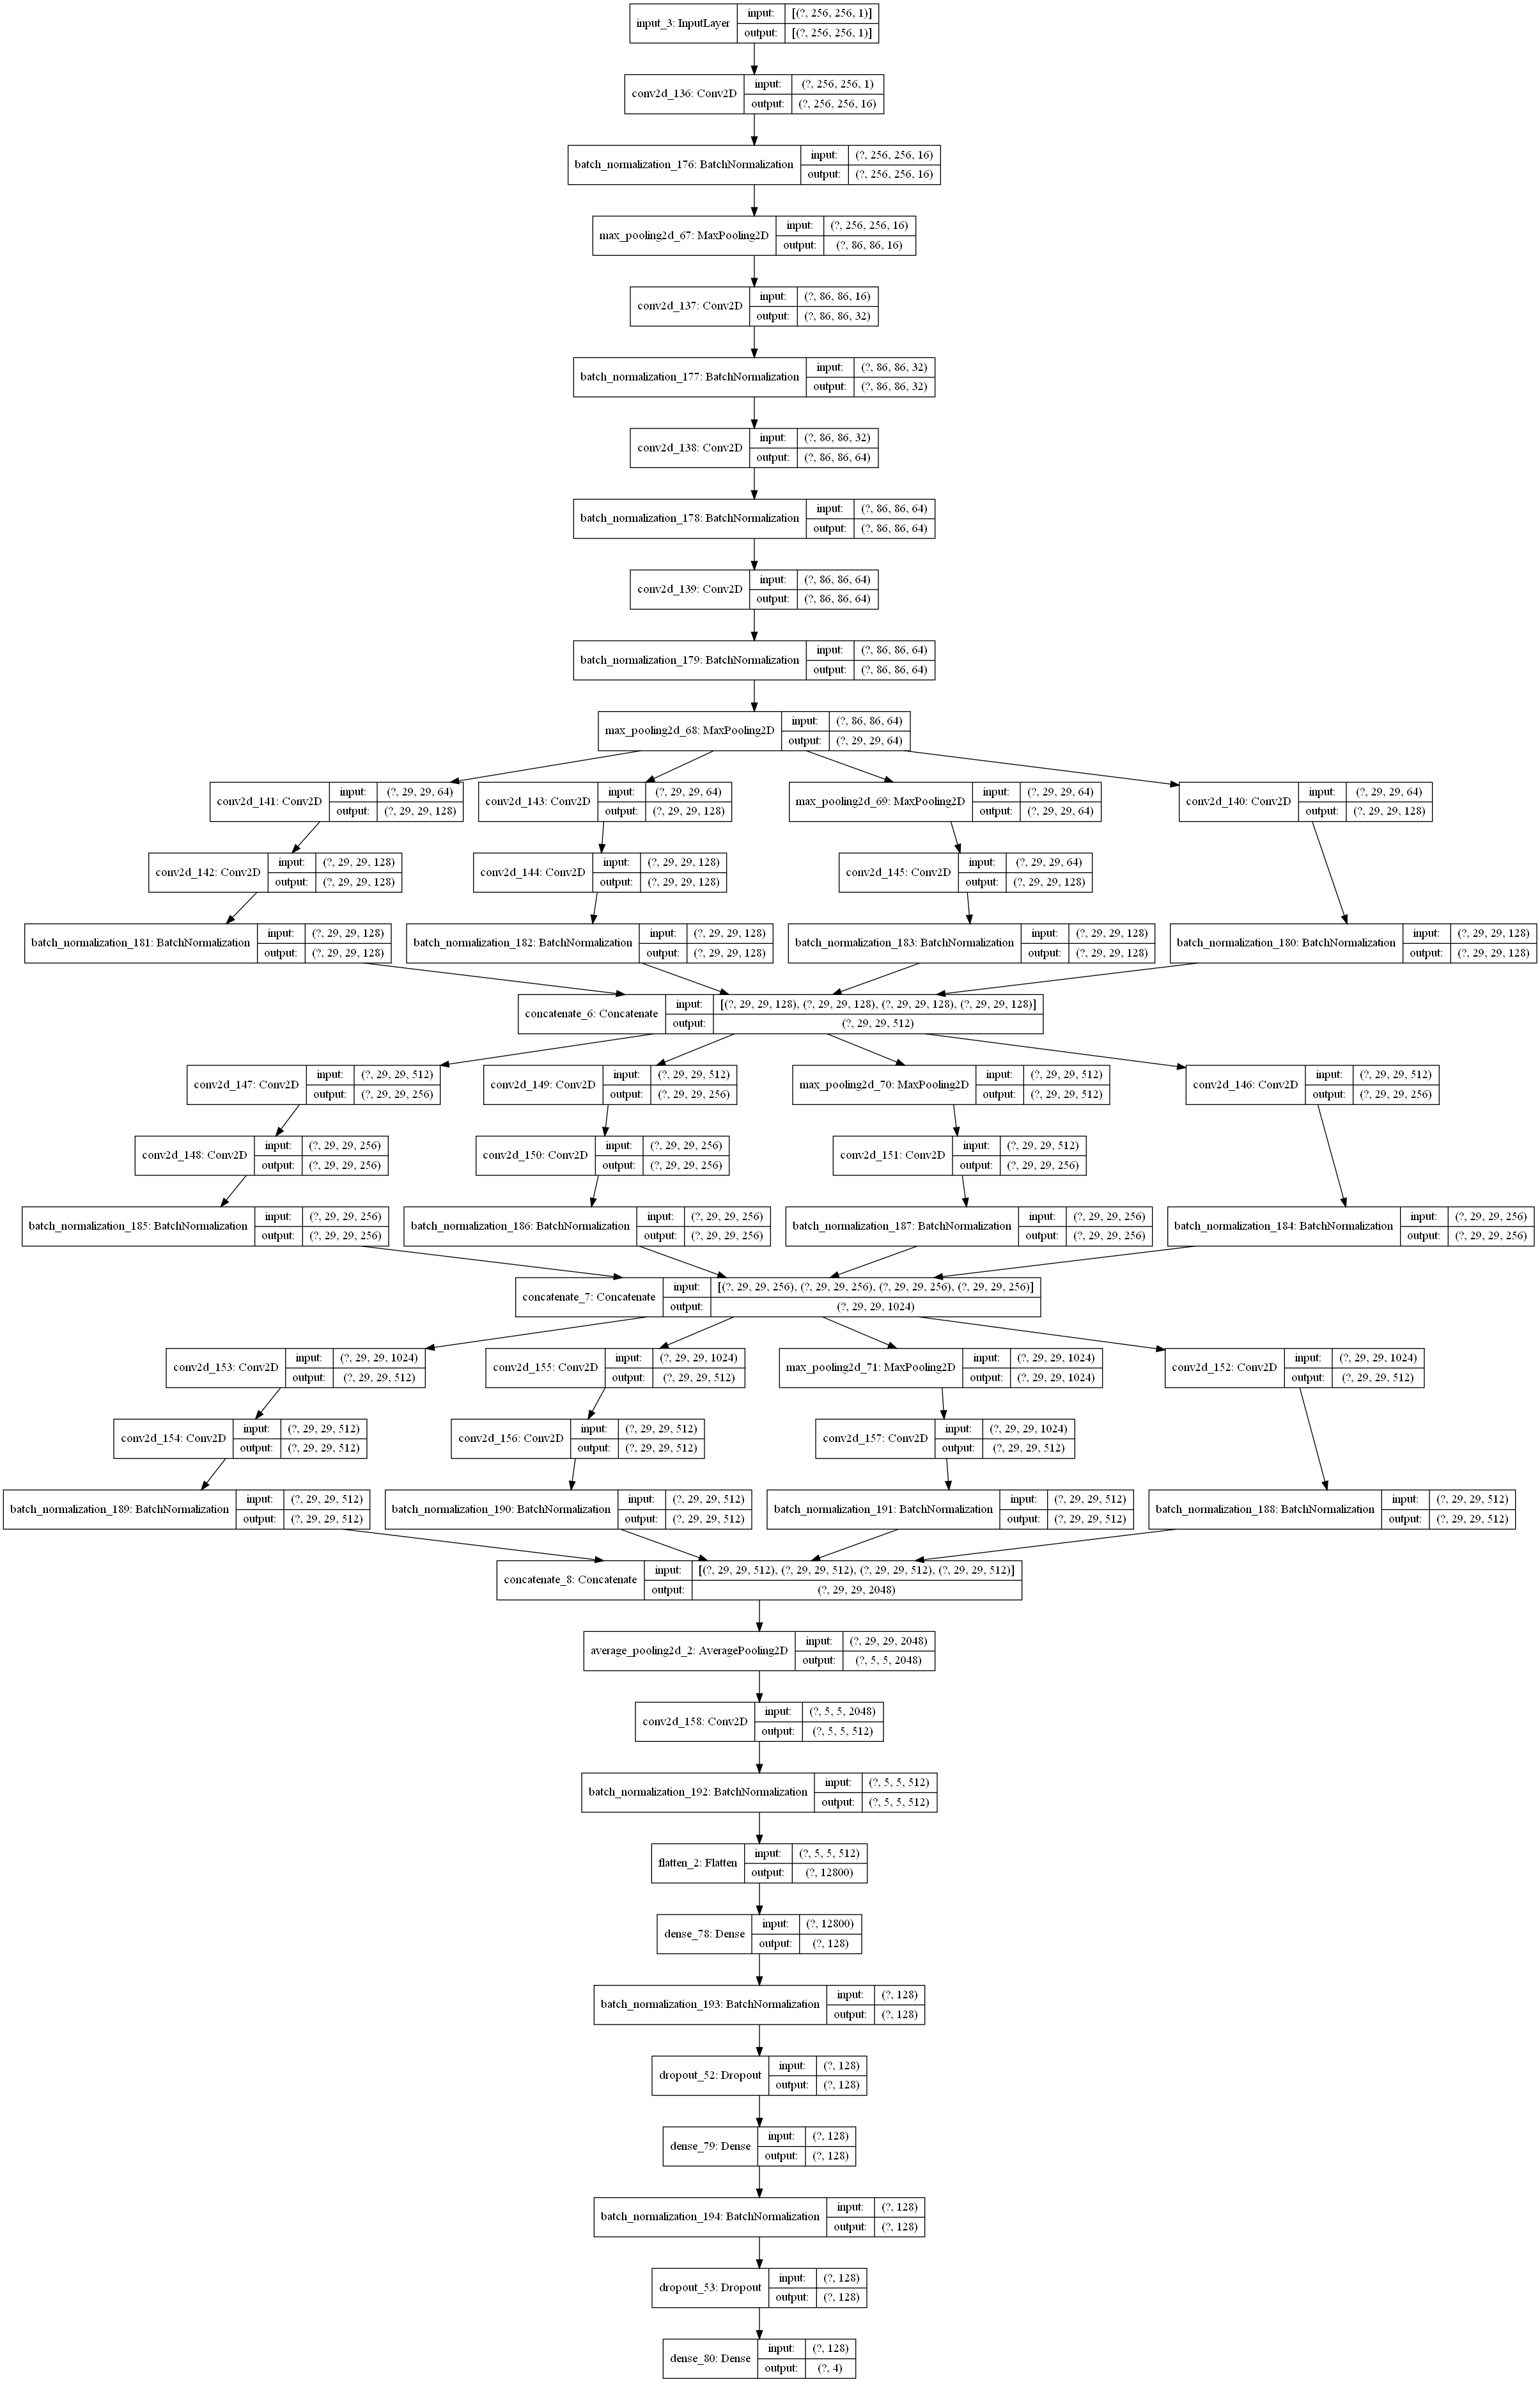 input_3: InputLayer
input: [(?, 256, 256, 1)]
output: [(?, 256, 256, 1)]
conv2d_136: Conv2D
input: (?, 256, 256, 1)
output: (?, 256, 256, 16)
batch_normalization_176: BatchNormalization
input: (?, 256, 256, 16)
output: (?, 256, 256, 16)
max_pooling2d_67: MaxPooling2D
input: (?, 256, 256, 16)
output: (?, 86, 86, 16)
conv2d_137: Conv2D
input: (?, 86, 86, 16)
output: (?, 86, 86, 32)
batch_normalization_177: BatchNormalization
input: (?, 86, 86, 32)
output: (?, 86, 86, 32)
conv2d_138: Conv2D
input: (?, 86, 86, 32)
output: (?, 86, 86, 64)
batch_normalization_178: BatchNormalization
input: (?, 86, 86, 64)
output: (?, 86, 86, 64)
conv2d_139: Conv2D
input: (?, 86, 86, 64)
output: (?, 86, 86, 64)
batch_normalization_179: BatchNormalization
input: (?, 86, 86, 64)
output: (?, 86, 86, 64)
max_pooling2d_68: MaxPooling2D
input: (?, 86, 86, 64)
output: (?, 29, 29, 64)
conv2d_141: Conv2D
input: (?, 29, 29, 64)
output: (?, 29, 29, 128)
conv2d_143: Conv2D
input: (?, 29, 29, 64)
output: (?, 29, 29, 128)
max_pooling2d_69: MaxPooling2D
input: (?, 29, 29, 64)
output: (?, 29, 29, 64)
conv2d_140: Conv2D
input: (?, 29, 29, 64)
output: (?, 29, 29, 128)
conv2d_142: Conv2D
input: (?, 29, 29, 128)
output: (?, 29, 29, 128)
conv2d_144: Conv2D
input: (?, 29, 29, 128)
output: (?, 29, 29, 128)
conv2d_145: Conv2D
input: (?, 29, 29, 64)
output: (?, 29, 29, 128)
batch_normalization_181: BatchNormalization
input: (?, 29, 29, 128)
output: (?, 29, 29, 128)
batch_normalization_182: BatchNormalization
input: (?, 29, 29, 128)
output: (?, 29, 29, 128)
batch_normalization_183: BatchNormalization
input: (?, 29, 29, 128)
output: (?, 29, 29, 128)
batch_normalization_180: BatchNormalization
input: (?, 29, 29, 128)
output: (?, 29, 29, 128)
concatenate_6: Concatenate
input: [(?, 29, 29, 128), (?, 29, 29, 128), (?, 29, 29, 128), (?, 29, 29, 128)]
output: (?, 29, 29, 512)
conv2d_147: Conv2D
input: (?, 29, 29, 512)
output: (?, 29, 29, 256)
conv2d_149: Conv2D
input: (?, 29, 29, 512)
output: (?, 29, 29, 256)
max_pooling2d_70: MaxPooling2D
input: (?, 29, 29, 512)
output: (?, 29, 29, 512)
conv2d_146: Conv2D
input: (?, 29, 29, 512)
output: (?, 29, 29, 256)
conv2d_148: Conv2D
input: (?, 29, 29, 256)
output: (?, 29, 29, 256)
conv2d_150: Conv2D
input: (?, 29, 29, 256)
output: (?, 29, 29, 256)
conv2d_151: Conv2D
input: (?, 29, 29, 512)
output: (?, 29, 29, 256)
batch_normalization_185: BatchNormalization
input: (?, 29, 29, 256)
output: (?, 29, 29, 256)
batch_normalization_186: BatchNormalization
input: (?, 29, 29, 256)
output: (?, 29, 29, 256)
batch_normalization_187: BatchNormalization
input: (?, 29, 29, 256)
output: (?, 29, 29, 256)
batch_normalization_184: BatchNormalization
input: (?, 29, 29, 256)
output: (?, 29, 29, 256)
concatenate_7: Concatenate
input: [(?, 29, 29, 256), (?, 29, 29, 256), (?, 29, 29, 256), (?, 29, 29, 256)]
output: (?, 29, 29, 1024)
conv2d_153: Conv2D
input: (?, 29, 29, 1024)
output: (?, 29, 29, 512)
conv2d_155: Conv2D
input: (?, 29, 29, 1024)
output: (?, 29, 29, 512)
max_pooling2d_71: MaxPooling2D
input: (?, 29, 29, 1024)
output: (?, 29, 29, 1024)
conv2d_152: Conv2D
input: (?, 29, 29, 1024)
output: (?, 29, 29, 512)
conv2d_154: Conv2D
input: (?, 29, 29, 512)
output: (?, 29, 29, 512)
conv2d_156: Conv2D
input: (?, 29, 29, 512)
output: (?, 29, 29, 512)
conv2d_157: Conv2D
input: (?, 29, 29, 1024)
output: (?, 29, 29, 512)
batch_normalization_189: BatchNormalization
input: (?, 29, 29, 512)
output: (?, 29, 29, 512)
batch_normalization_190: BatchNormalization
input: (?, 29, 29, 512)
output: (?, 29, 29, 512)
batch_normalization_191: BatchNormalization
input: (?, 29, 29, 512)
output: (?, 29, 29, 512)
batch_normalization_188: BatchNormalization
input: (?, 29, 29, 512)
output: (?, 29, 29, 512)
concatenate_8: Concatenate
input: [(?, 29, 29, 512), (?, 29, 29, 512), (?, 29, 29, 512), (?, 29, 29, 512)]
output: (?, 29, 29, 2048)
average_pooling2d_2: AveragePooling2D
input: (?, 29, 29, 2048)
output: (?, 5, 5, 2048)
conv2d_158: Conv2D
input: (?, 5, 5, 2048)
output: (?, 5, 5, 512)
batch_normalization_192: BatchNormalization
input: (?, 5, 5, 512)
output: (?, 5, 5, 512)
flatten_2: Flatten
input: (?, 5, 5, 512)
output: (?, 12800)
dense_78: Dense
input: (?, 12800)
output: (?, 128)
batch_normalization_193: BatchNormalization
input: (?, 128)
output: (?, 128)
dropout_52: Dropout
input: (?, 128)
output: (?, 128)
dense_79: Dense
input: (?, 128)
output: (?, 128)
batch_normalization_194: BatchNormalization
input: (?, 128)
output: (?, 128)
dropout_53: Dropout
input: (?, 128)
output: (?, 128)
dense_80: Dense
input: (?, 128)
output: (?, 4)